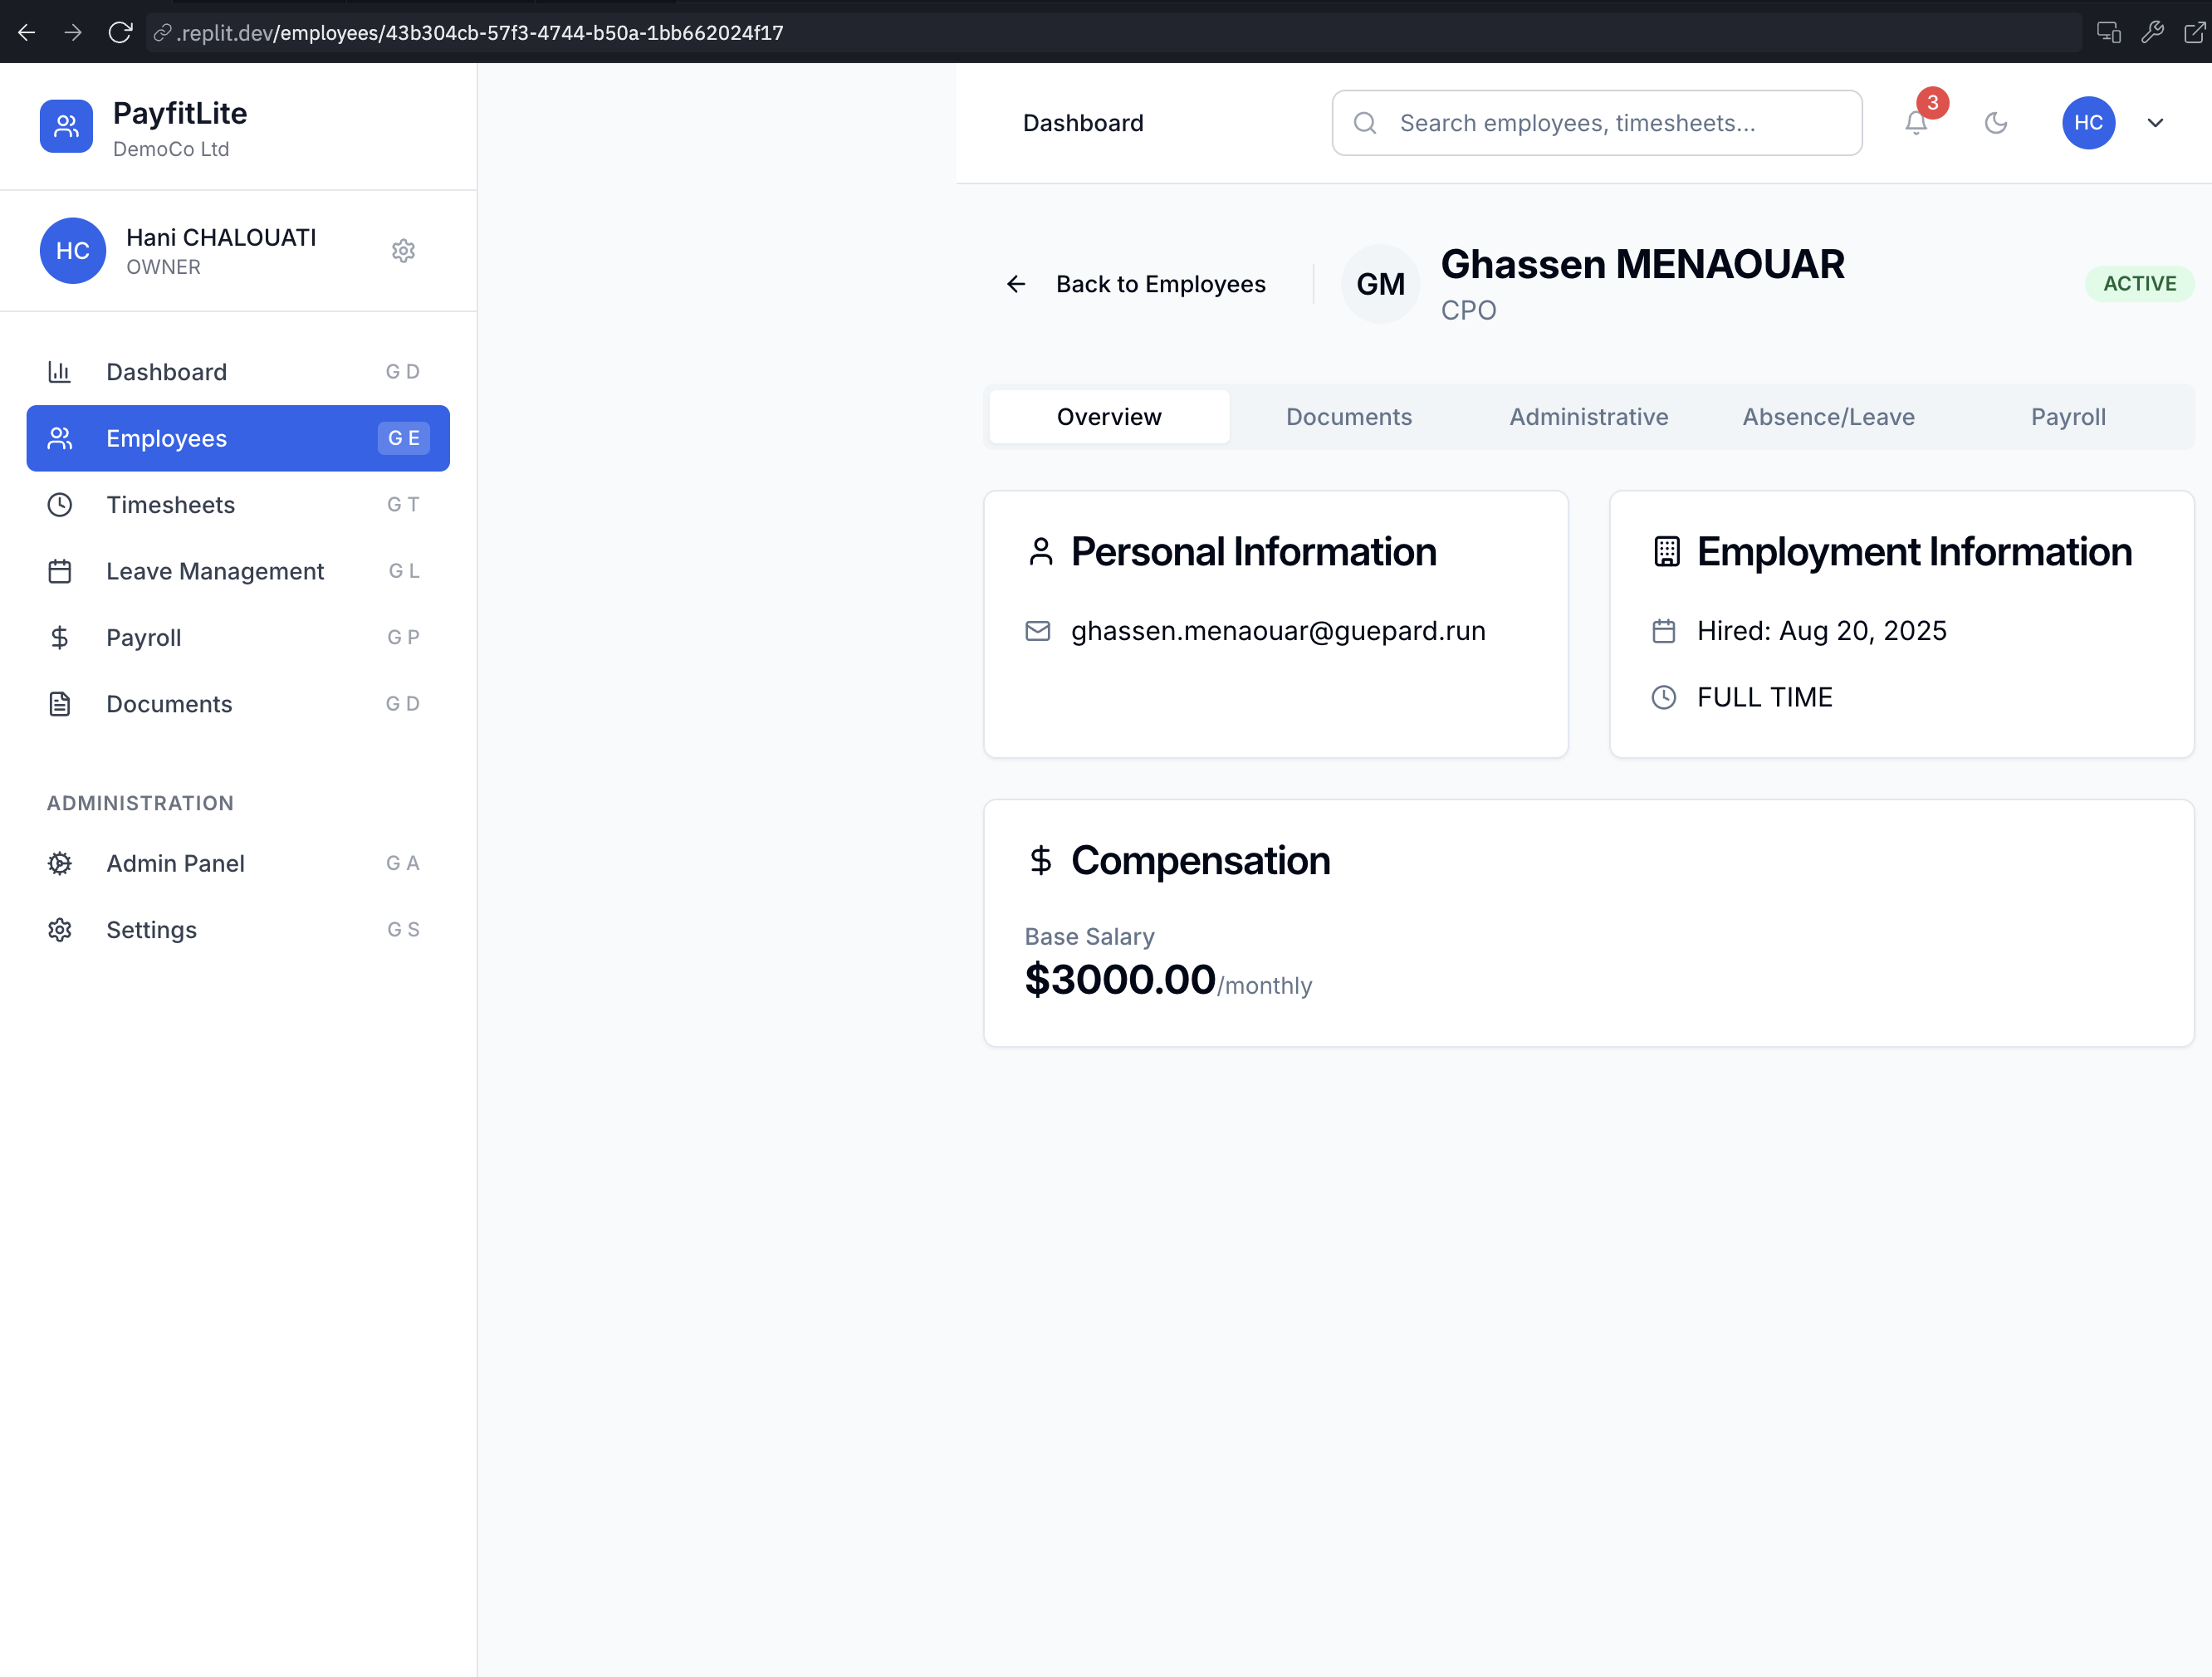 .replit.dev/employees/43b304cb-57f3-4744-b50a-1bb662024f17
PayfitLite
DemoCo Ltd
HC
Hani CHALOUATI
OWNER
Dashboard G D
Employees G E
Timesheets G T
Leave Management G L
Payroll G P
Documents G D
ADMINISTRATION
Admin Panel G A
Settings G S
Dashboard
Search employees, timesheets...
3
HC
Back to Employees
GM
Ghassen MENAOUAR
CPO
ACTIVE
Overview Documents Administrative Absence/Leave Payroll
Personal Information
ghassen.menaouar@guepard.run
Employment Information
Hired: Aug 20, 2025
FULL TIME
Compensation
Base Salary
$3000.00/monthly